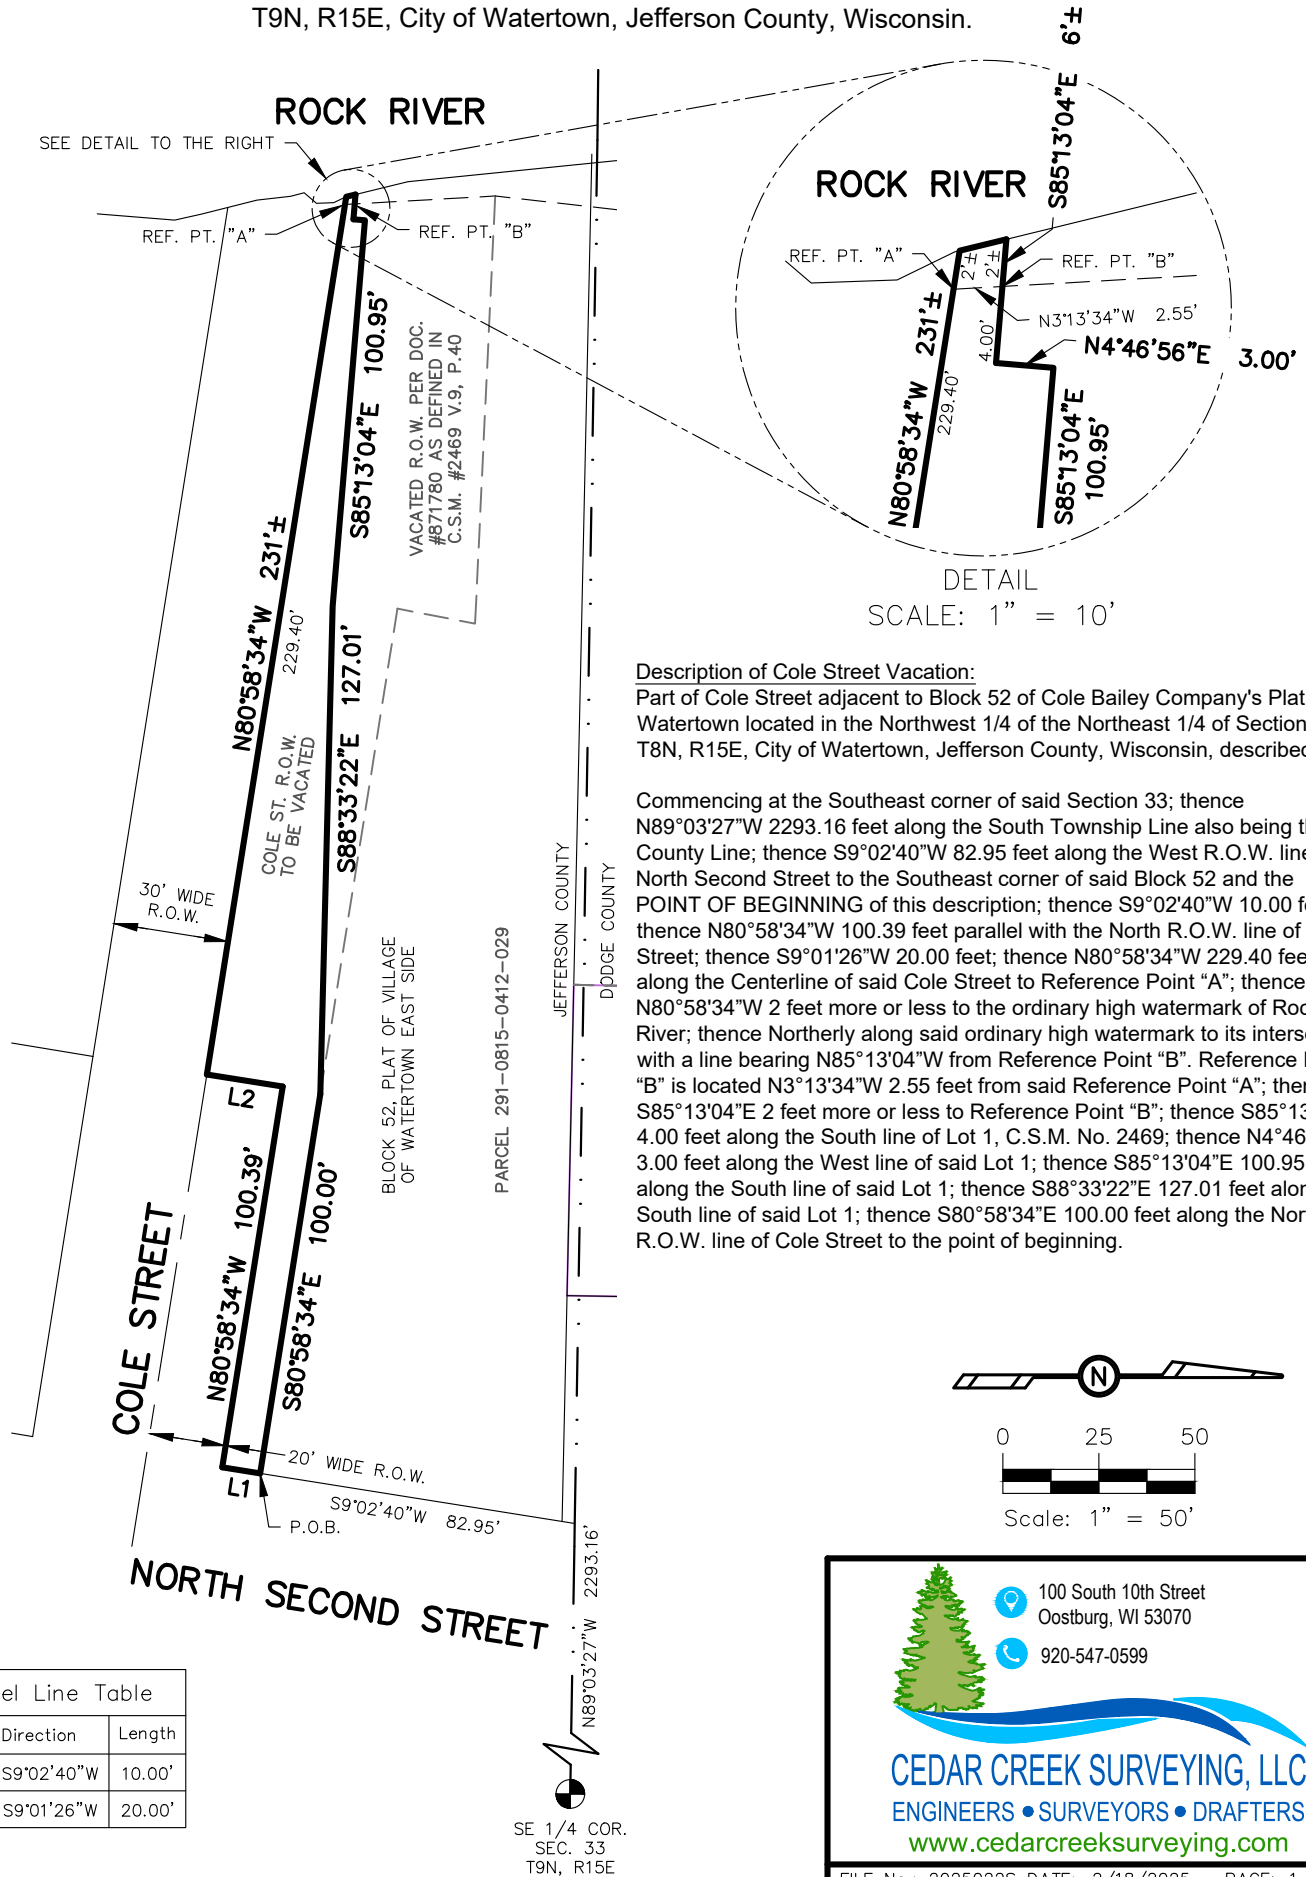 T9N, R15E, City of Watertown, Jefferson County, Wisconsin.
ROCK RIVER
SEE DETAIL TO THE RIGHT
REF. PT. "A"
REF. PT. "B"
N80°58'34"W 231'±
229.40'
S85°13'04"E 100.95'
VACATED R.O.W. PER DOC.
#871780 AS DEFINED IN
C.S.M. #2469 V.9, P.40
S88°33'22"E 127.01'
COLE ST. R.O.W.
TO BE VACATED
30' WIDE
R.O.W.
L2
N80°58'34"W 100.39'
S80°58'34"E 100.00'
BLOCK 52, PLAT OF VILLAGE
OF WATERTOWN EAST SIDE
PARCEL 291-0815-0412-029
JEFFERSON COUNTY
DODGE COUNTY
COLE STREET
20' WIDE R.O.W.
L1
S9°02'40"W 82.95'
P.O.B.
NORTH SECOND STREET
N89°03'27"W 2293.16'
SE 1/4 COR.
SEC. 33
T9N, R15E
ROCK RIVER
S85°13'04"E 6'±
REF. PT. "A"
2'±
2'±
REF. PT. "B"
N3°13'34"W 2.55'
4.00'
N4°46'56"E 3.00'
N80°58'34"W 231'±
229.40'
S85°13'04"E
100.95'
DETAIL
SCALE: 1" = 10'
Description of Cole Street Vacation:
Part of Cole Street adjacent to Block 52 of Cole Bailey Company's Plat
Watertown located in the Northwest 1/4 of the Northeast 1/4 of Section
T8N, R15E, City of Watertown, Jefferson County, Wisconsin, described
Commencing at the Southeast corner of said Section 33; thence
N89°03'27"W 2293.16 feet along the South Township Line also being th
County Line; thence S9°02'40"W 82.95 feet along the West R.O.W. line
North Second Street to the Southeast corner of said Block 52 and the
POINT OF BEGINNING of this description; thence S9°02'40"W 10.00 fe
thence N80°58'34"W 100.39 feet parallel with the North R.O.W. line of
Street; thence S9°01'26"W 20.00 feet; thence N80°58'34"W 229.40 fee
along the Centerline of said Cole Street to Reference Point “A”; thence
N80°58'34"W 2 feet more or less to the ordinary high watermark of Roc
River; thence Northerly along said ordinary high watermark to its interse
with a line bearing N85°13'04"W from Reference Point “B”. Reference
“B” is located N3°13'34"W 2.55 feet from said Reference Point “A”; ther
S85°13'04"E 2 feet more or less to Reference Point “B”; thence S85°13
4.00 feet along the South line of Lot 1, C.S.M. No. 2469; thence N4°46
3.00 feet along the West line of said Lot 1; thence S85°13'04"E 100.95
along the South line of said Lot 1; thence S88°33'22"E 127.01 feet alon
South line of said Lot 1; thence S80°58'34"E 100.00 feet along the Nor
R.O.W. line of Cole Street to the point of beginning.
N
0 25 50
Scale: 1" = 50'
el Line Table
Direction Length
S9°02'40"W 10.00'
S9°01'26"W 20.00'
100 South 10th Street
Oostburg, WI 53070
920-547-0599
CEDAR CREEK SURVEYING, LLC
ENGINEERS • SURVEYORS • DRAFTERS
www.cedarcreeksurveying.com